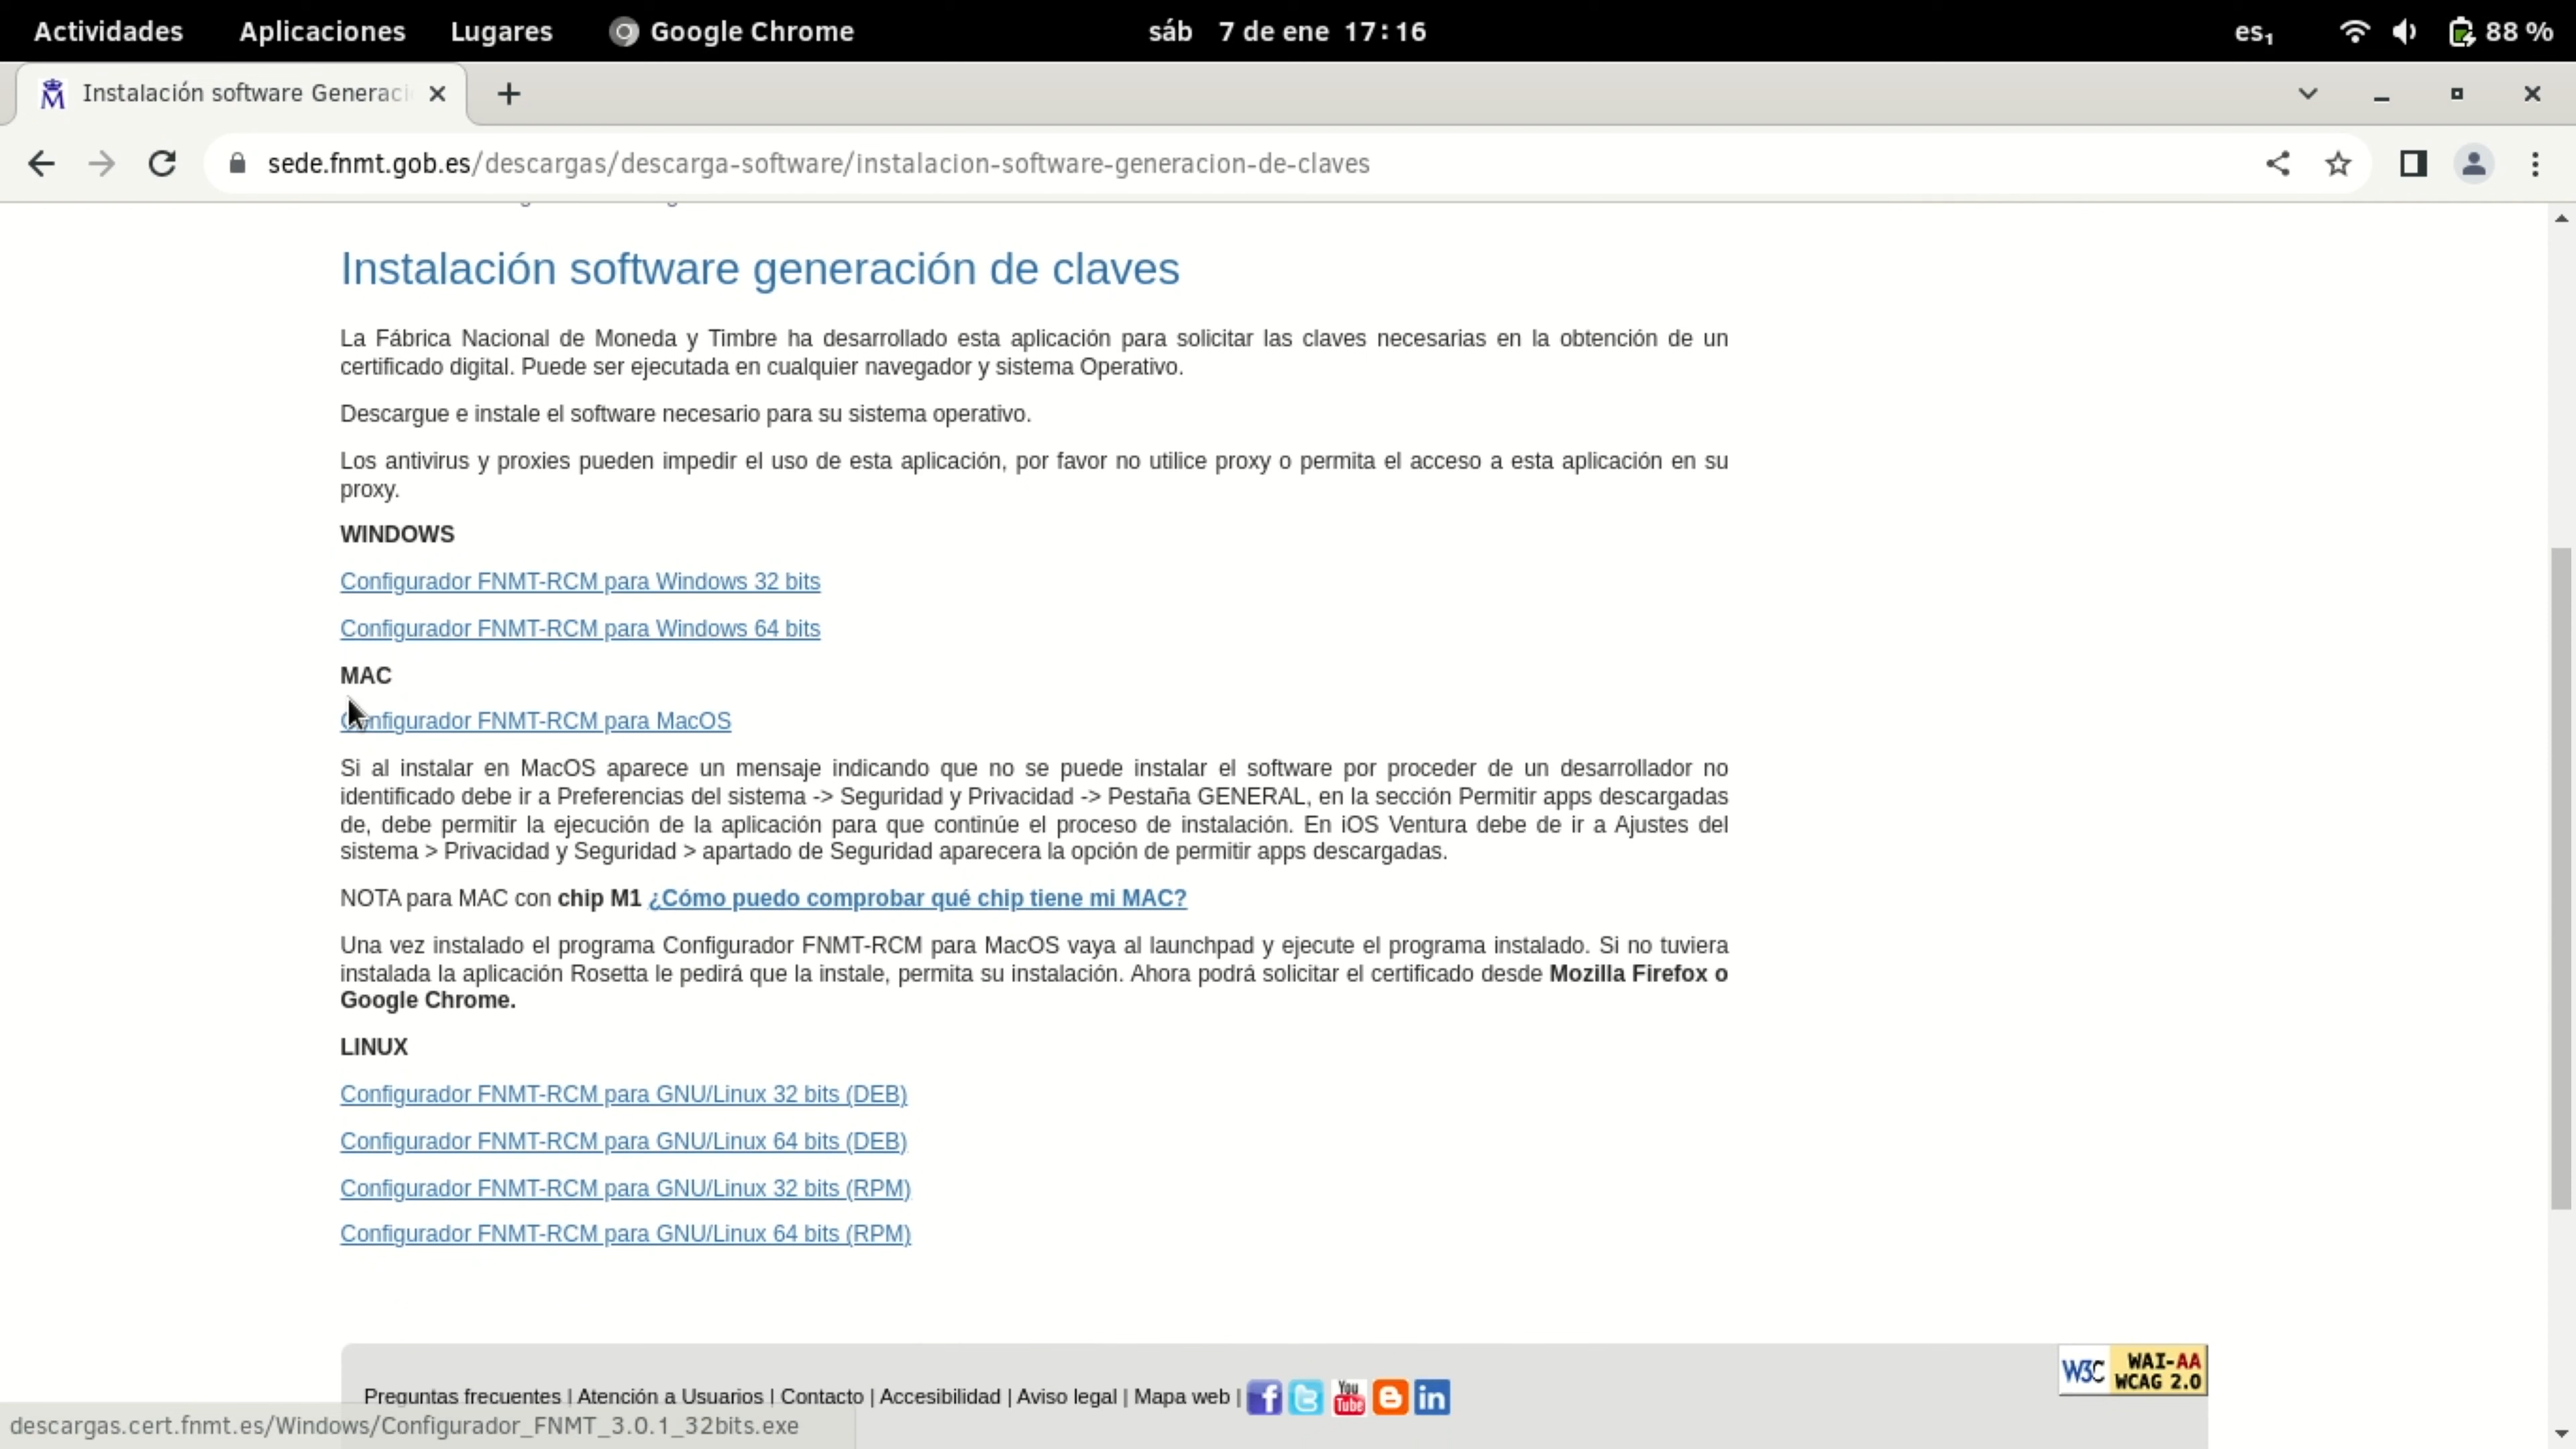 Actividades Aplicaciones Lugares Google Chrome sáb 7 de ene 17:16 es₁ 88 %
Instalación software Generaci
sede.fnmt.gob.es/descargas/descarga-software/instalacion-software-generacion-de-claves
Instalación software generación de claves
La Fábrica Nacional de Moneda y Timbre ha desarrollado esta aplicación para solicitar las claves necesarias en la obtención de un
certificado digital. Puede ser ejecutada en cualquier navegador y sistema Operativo.
Descargue e instale el software necesario para su sistema operativo.
Los antivirus y proxies pueden impedir el uso de esta aplicación, por favor no utilice proxy o permita el acceso a esta aplicación en su
proxy.
WINDOWS
Configurador FNMT-RCM para Windows 32 bits
Configurador FNMT-RCM para Windows 64 bits
MAC
Configurador FNMT-RCM para MacOS
Si al instalar en MacOS aparece un mensaje indicando que no se puede instalar el software por proceder de un desarrollador no
identificado debe ir a Preferencias del sistema -> Seguridad y Privacidad -> Pestaña GENERAL, en la sección Permitir apps descargadas
de, debe permitir la ejecución de la aplicación para que continúe el proceso de instalación. En iOS Ventura debe de ir a Ajustes del
sistema > Privacidad y Seguridad > apartado de Seguridad aparecera la opción de permitir apps descargadas.
NOTA para MAC con chip M1 ¿Cómo puedo comprobar qué chip tiene mi MAC?
Una vez instalado el programa Configurador FNMT-RCM para MacOS vaya al launchpad y ejecute el programa instalado. Si no tuviera
instalada la aplicación Rosetta le pedirá que la instale, permita su instalación. Ahora podrá solicitar el certificado desde Mozilla Firefox o
Google Chrome.
LINUX
Configurador FNMT-RCM para GNU/Linux 32 bits (DEB)
Configurador FNMT-RCM para GNU/Linux 64 bits (DEB)
Configurador FNMT-RCM para GNU/Linux 32 bits (RPM)
Configurador FNMT-RCM para GNU/Linux 64 bits (RPM)
W3C WAI-AA
WCAG 2.0
Preguntas frecuentes | Atención a Usuarios | Contacto | Accesibilidad | Aviso legal | Mapa web | f t You Tube B in
descargas.cert.fnmt.es/Windows/Configurador_FNMT_3.0.1_32bits.exe